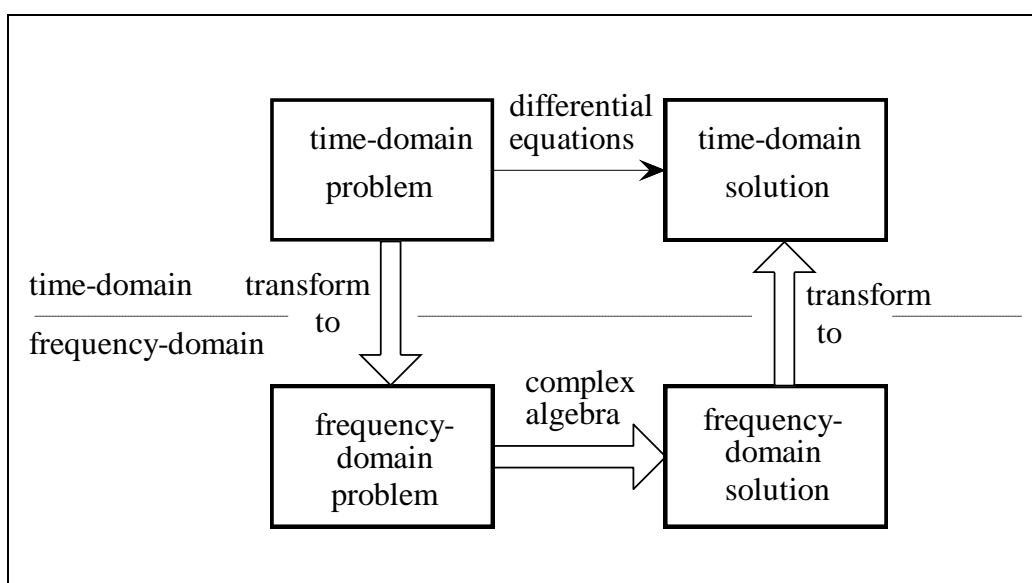 time-domain
problem
differential
equations
time-domain
solution
time-domain
frequency-domain
transform
to
transform
to
frequency-
domain
problem
complex
algebra
frequency-
domain
solution